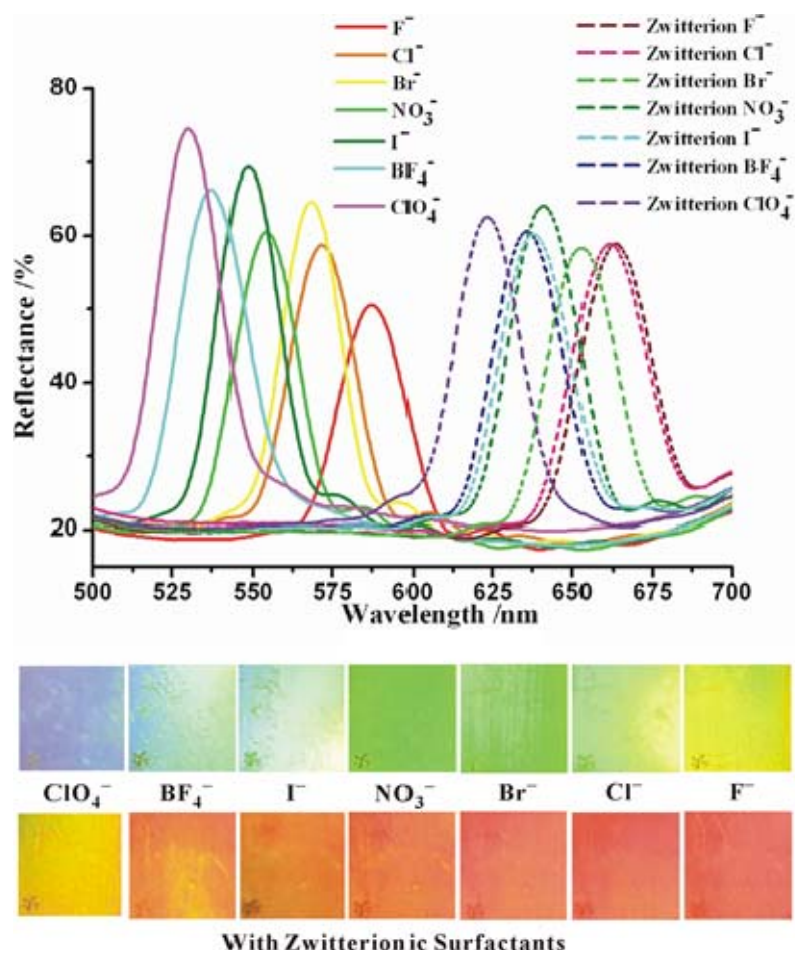 F⁻
Cl⁻
Br⁻
NO₃⁻
I⁻
BF₄⁻
ClO₄⁻
Zwitterion F⁻
Zwitterion Cl⁻
Zwitterion Br⁻
Zwitterion NO₃⁻
Zwitterion I⁻
Zwitterion BF₄⁻
Zwitterion ClO₄⁻
Reflectance /%
80
60
40
20
500 525 550 575 600 625 650 675 700
Wavelength /nm
ClO₄⁻ BF₄⁻ I⁻ NO₃⁻ Br⁻ Cl⁻ F⁻
With Zwitterionic Surfactants